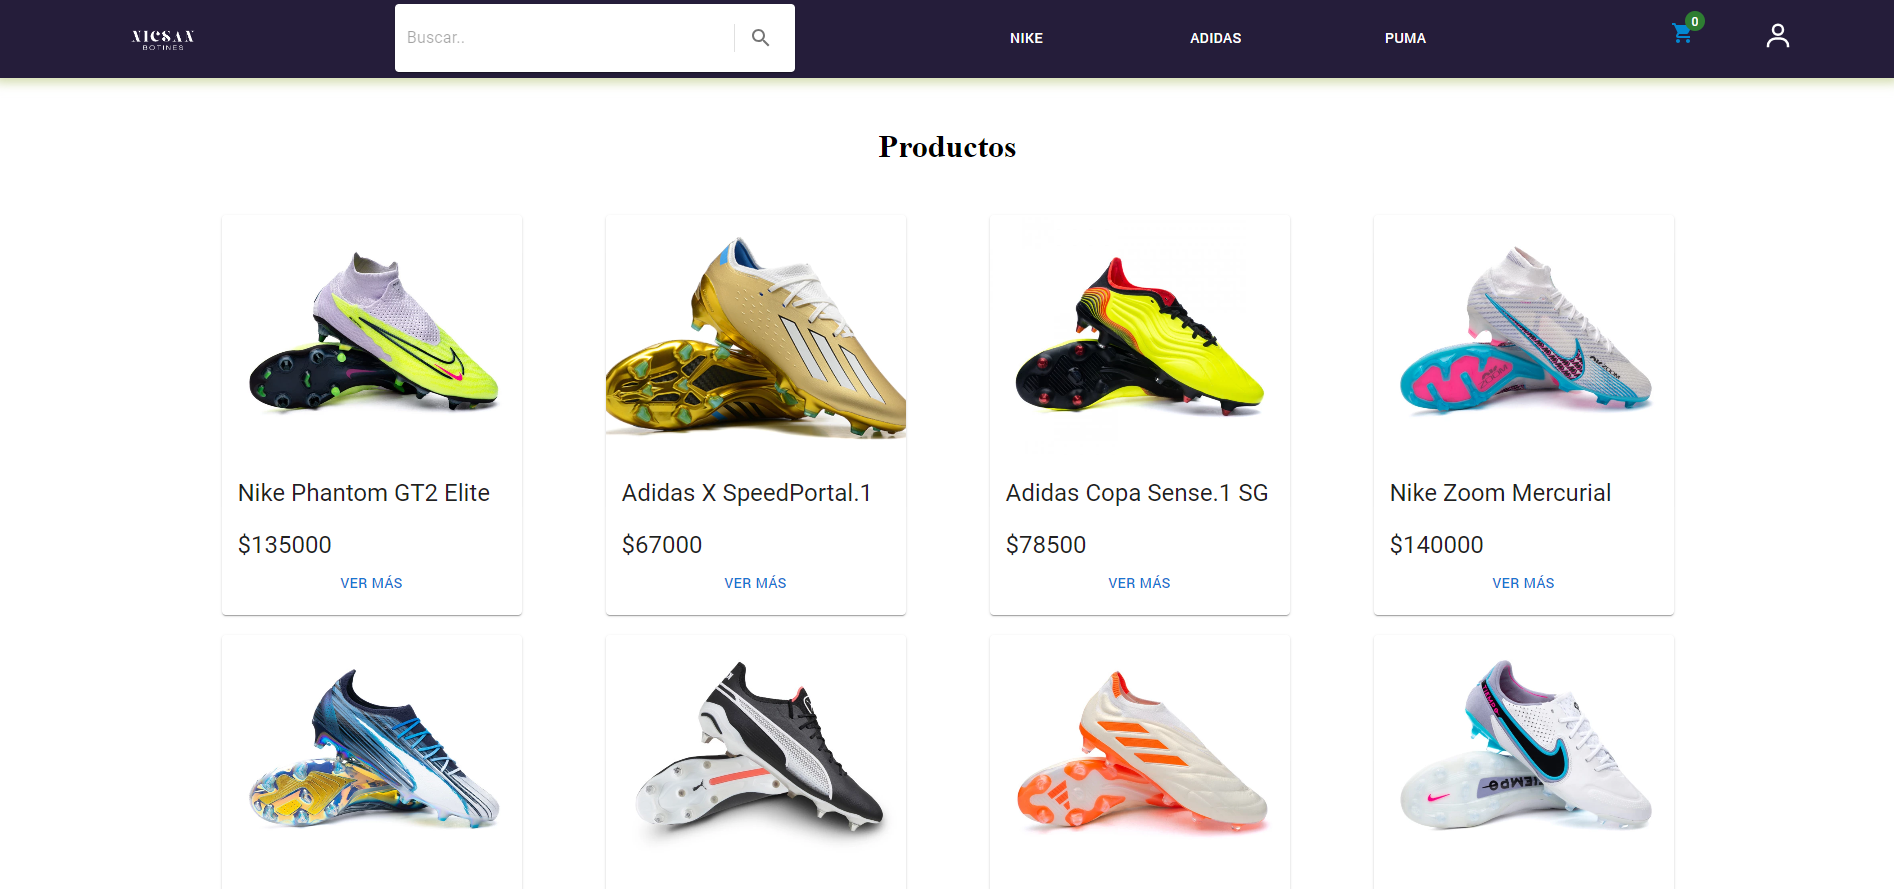 XICSAX
BOTINES
Buscar..
NIKE
ADIDAS
PUMA
0
Productos
Nike Phantom GT2 Elite
$135000
VER MÁS
Adidas X SpeedPortal.1
$67000
VER MÁS
Adidas Copa Sense.1 SG
$78500
VER MÁS
Nike Zoom Mercurial
$140000
VER MÁS